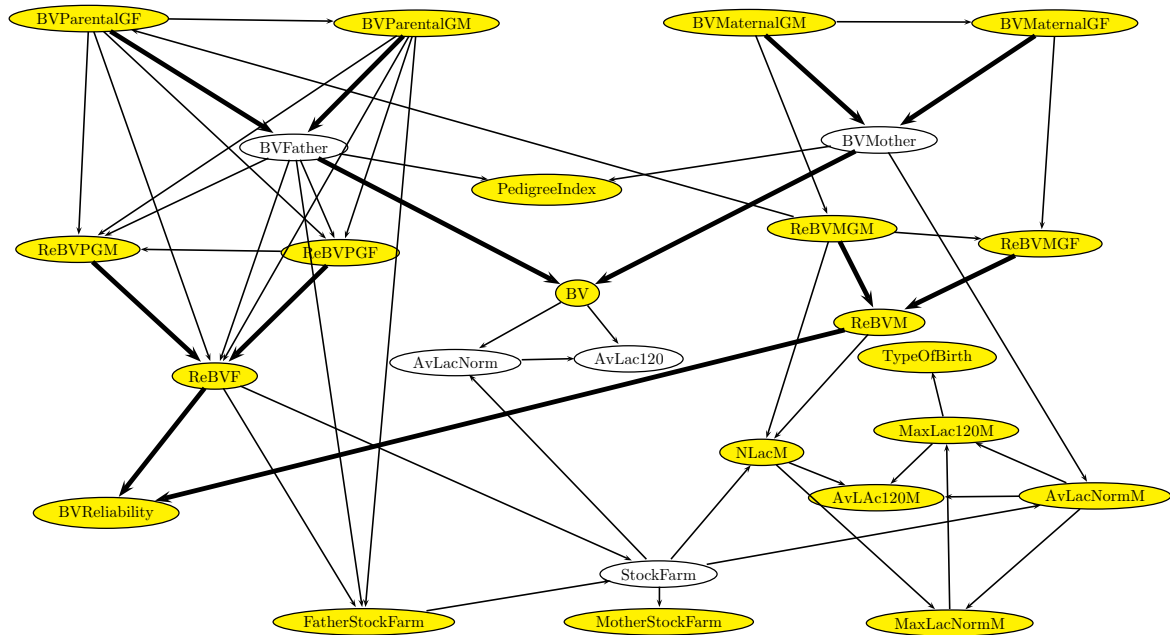 BVParentalGF
BVParentalGM
BVMaternalGM
BVMaternalGF
BVFather
BVMother
PedigreeIndex
ReBVPGM
ReBVPGF
ReBVMGM
ReBVMGF
BV
ReBVM
AvLacNorm
AvLac120
TypeOfBirth
ReBVF
MaxLac120M
NLacM
AvLAc120M
AvLacNormM
BVReliability
StockFarm
FatherStockFarm
MotherStockFarm
MaxLacNormM